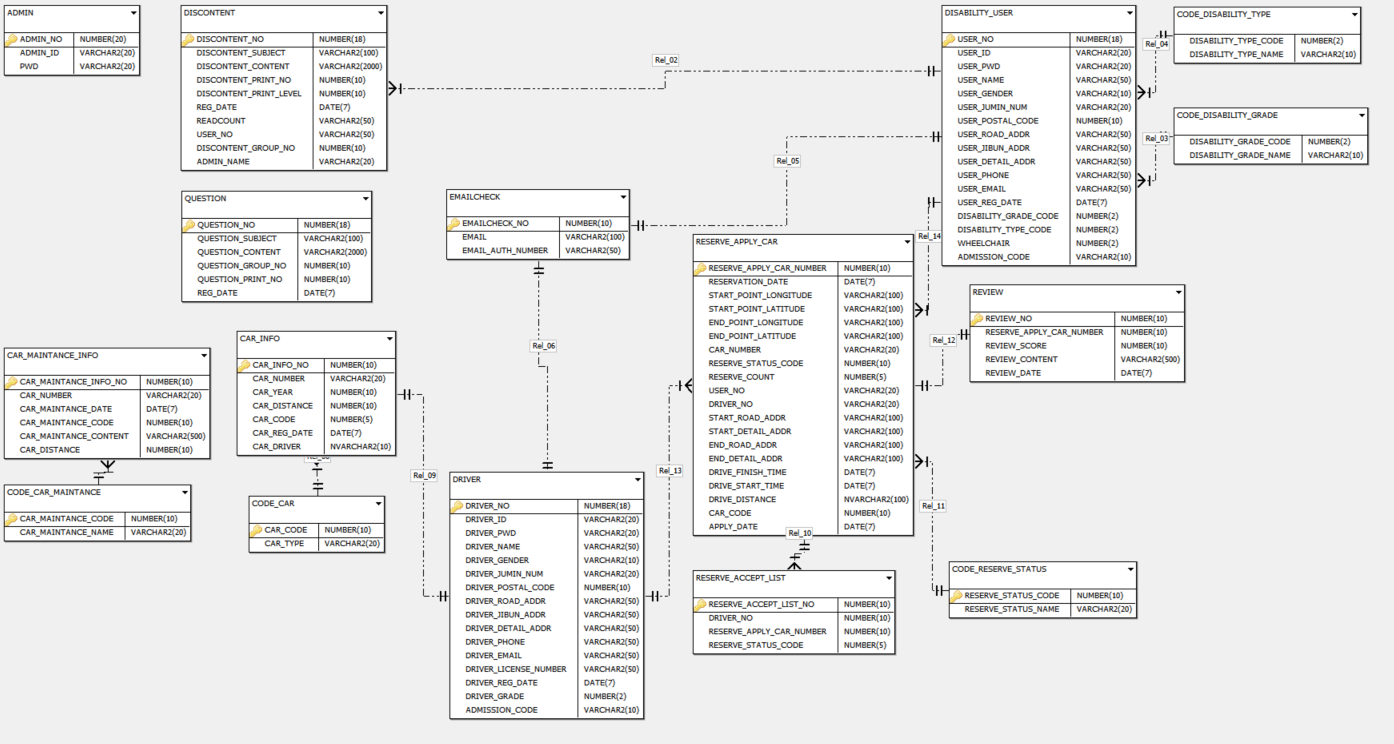 ADMIN
ADMIN_NO NUMBER(20)
ADMIN_ID VARCHAR2(20)
PWD VARCHAR2(20)
DISCONTENT
DISCONTENT_NO NUMBER(18)
DISCONTENT_SUBJECT VARCHAR2(100)
DISCONTENT_CONTENT VARCHAR2(2000)
DISCONTENT_PRINT_NO NUMBER(10)
DISCONTENT_PRINT_LEVEL NUMBER(10)
REG_DATE DATE(7)
READCOUNT VARCHAR2(50)
USER_NO VARCHAR2(50)
DISCONTENT_GROUP_NO NUMBER(10)
ADMIN_NAME VARCHAR2(20)
Rel_02
DISABILITY_USER
USER_NO NUMBER(18)
USER_ID VARCHAR2(20)
USER_PWD VARCHAR2(20)
USER_NAME VARCHAR2(50)
USER_GENDER VARCHAR2(10)
USER_JUMIN_NUM VARCHAR2(20)
USER_POSTAL_CODE NUMBER(10)
USER_ROAD_ADDR VARCHAR2(50)
USER_JIBUN_ADDR VARCHAR2(50)
USER_DETAIL_ADDR VARCHAR2(50)
USER_PHONE VARCHAR2(50)
USER_EMAIL VARCHAR2(50)
USER_REG_DATE DATE(7)
DISABILITY_GRADE_CODE NUMBER(2)
DISABILITY_TYPE_CODE NUMBER(2)
WHEELCHAIR NUMBER(2)
ADMISSION_CODE VARCHAR2(10)
Rel_04
CODE_DISABILITY_TYPE
DISABILITY_TYPE_CODE NUMBER(2)
DISABILITY_TYPE_NAME VARCHAR2(10)
Rel_03
CODE_DISABILITY_GRADE
DISABILITY_GRADE_CODE NUMBER(2)
DISABILITY_GRADE_NAME VARCHAR2(10)
Rel_05
QUESTION
QUESTION_NO NUMBER(18)
QUESTION_SUBJECT VARCHAR2(100)
QUESTION_CONTENT VARCHAR2(2000)
QUESTION_GROUP_NO NUMBER(10)
QUESTION_PRINT_NO NUMBER(10)
REG_DATE DATE(7)
EMAILCHECK
EMAILCHECK_NO NUMBER(10)
EMAIL VARCHAR2(100)
EMAIL_AUTH_NUMBER VARCHAR2(50)
Rel_14
RESERVE_APPLY_CAR
RESERVE_APPLY_CAR_NUMBER NUMBER(10)
RESERVATION_DATE DATE(7)
START_POINT_LONGITUDE VARCHAR2(100)
START_POINT_LATITUDE VARCHAR2(100)
END_POINT_LONGITUDE VARCHAR2(100)
END_POINT_LATITUDE VARCHAR2(100)
CAR_NUMBER VARCHAR2(20)
RESERVE_STATUS_CODE NUMBER(10)
RESERVE_COUNT NUMBER(5)
USER_NO VARCHAR2(20)
DRIVER_NO VARCHAR2(20)
START_ROAD_ADDR VARCHAR2(100)
START_DETAIL_ADDR VARCHAR2(100)
END_ROAD_ADDR VARCHAR2(100)
END_DETAIL_ADDR VARCHAR2(100)
DRIVE_FINISH_TIME DATE(7)
DRIVE_START_TIME DATE(7)
DRIVE_DISTANCE NVARCHAR2(100)
CAR_CODE NUMBER(10)
APPLY_DATE DATE(7)
REVIEW
REVIEW_NO NUMBER(10)
RESERVE_APPLY_CAR_NUMBER NUMBER(10)
REVIEW_SCORE NUMBER(10)
REVIEW_CONTENT VARCHAR2(500)
REVIEW_DATE DATE(7)
Rel_12
Rel_06
CAR_MAINTANCE_INFO
CAR_MAINTANCE_INFO_NO NUMBER(10)
CAR_NUMBER VARCHAR2(20)
CAR_MAINTANCE_DATE DATE(7)
CAR_MAINTANCE_CODE NUMBER(10)
CAR_MAINTANCE_CONTENT VARCHAR2(500)
CAR_DISTANCE NUMBER(10)
CAR_INFO
CAR_INFO_NO NUMBER(10)
CAR_NUMBER VARCHAR2(20)
CAR_YEAR NUMBER(10)
CAR_DISTANCE NUMBER(10)
CAR_CODE NUMBER(5)
CAR_REG_DATE DATE(7)
CAR_DRIVER NVARCHAR2(10)
Rel_09
Rel_13
CODE_CAR_MAINTANCE
CAR_MAINTANCE_CODE NUMBER(10)
CAR_MAINTANCE_NAME VARCHAR2(20)
CODE_CAR
CAR_CODE NUMBER(10)
CAR_TYPE VARCHAR2(20)
DRIVER
DRIVER_NO NUMBER(18)
DRIVER_ID VARCHAR2(20)
DRIVER_PWD VARCHAR2(20)
DRIVER_NAME VARCHAR2(50)
DRIVER_GENDER VARCHAR2(10)
DRIVER_JUMIN_NUM VARCHAR2(20)
DRIVER_POSTAL_CODE NUMBER(10)
DRIVER_ROAD_ADDR VARCHAR2(50)
DRIVER_JIBUN_ADDR VARCHAR2(50)
DRIVER_DETAIL_ADDR VARCHAR2(50)
DRIVER_PHONE VARCHAR2(50)
DRIVER_EMAIL VARCHAR2(50)
DRIVER_LICENSE_NUMBER VARCHAR2(50)
DRIVER_REG_DATE DATE(7)
DRIVER_GRADE NUMBER(2)
ADMISSION_CODE VARCHAR2(10)
Rel_11
Rel_10
RESERVE_ACCEPT_LIST
RESERVE_ACCEPT_LIST_NO NUMBER(10)
DRIVER_NO NUMBER(10)
RESERVE_APPLY_CAR_NUMBER NUMBER(10)
RESERVE_STATUS_CODE NUMBER(5)
CODE_RESERVE_STATUS
RESERVE_STATUS_CODE NUMBER(10)
RESERVE_STATUS_NAME VARCHAR2(20)